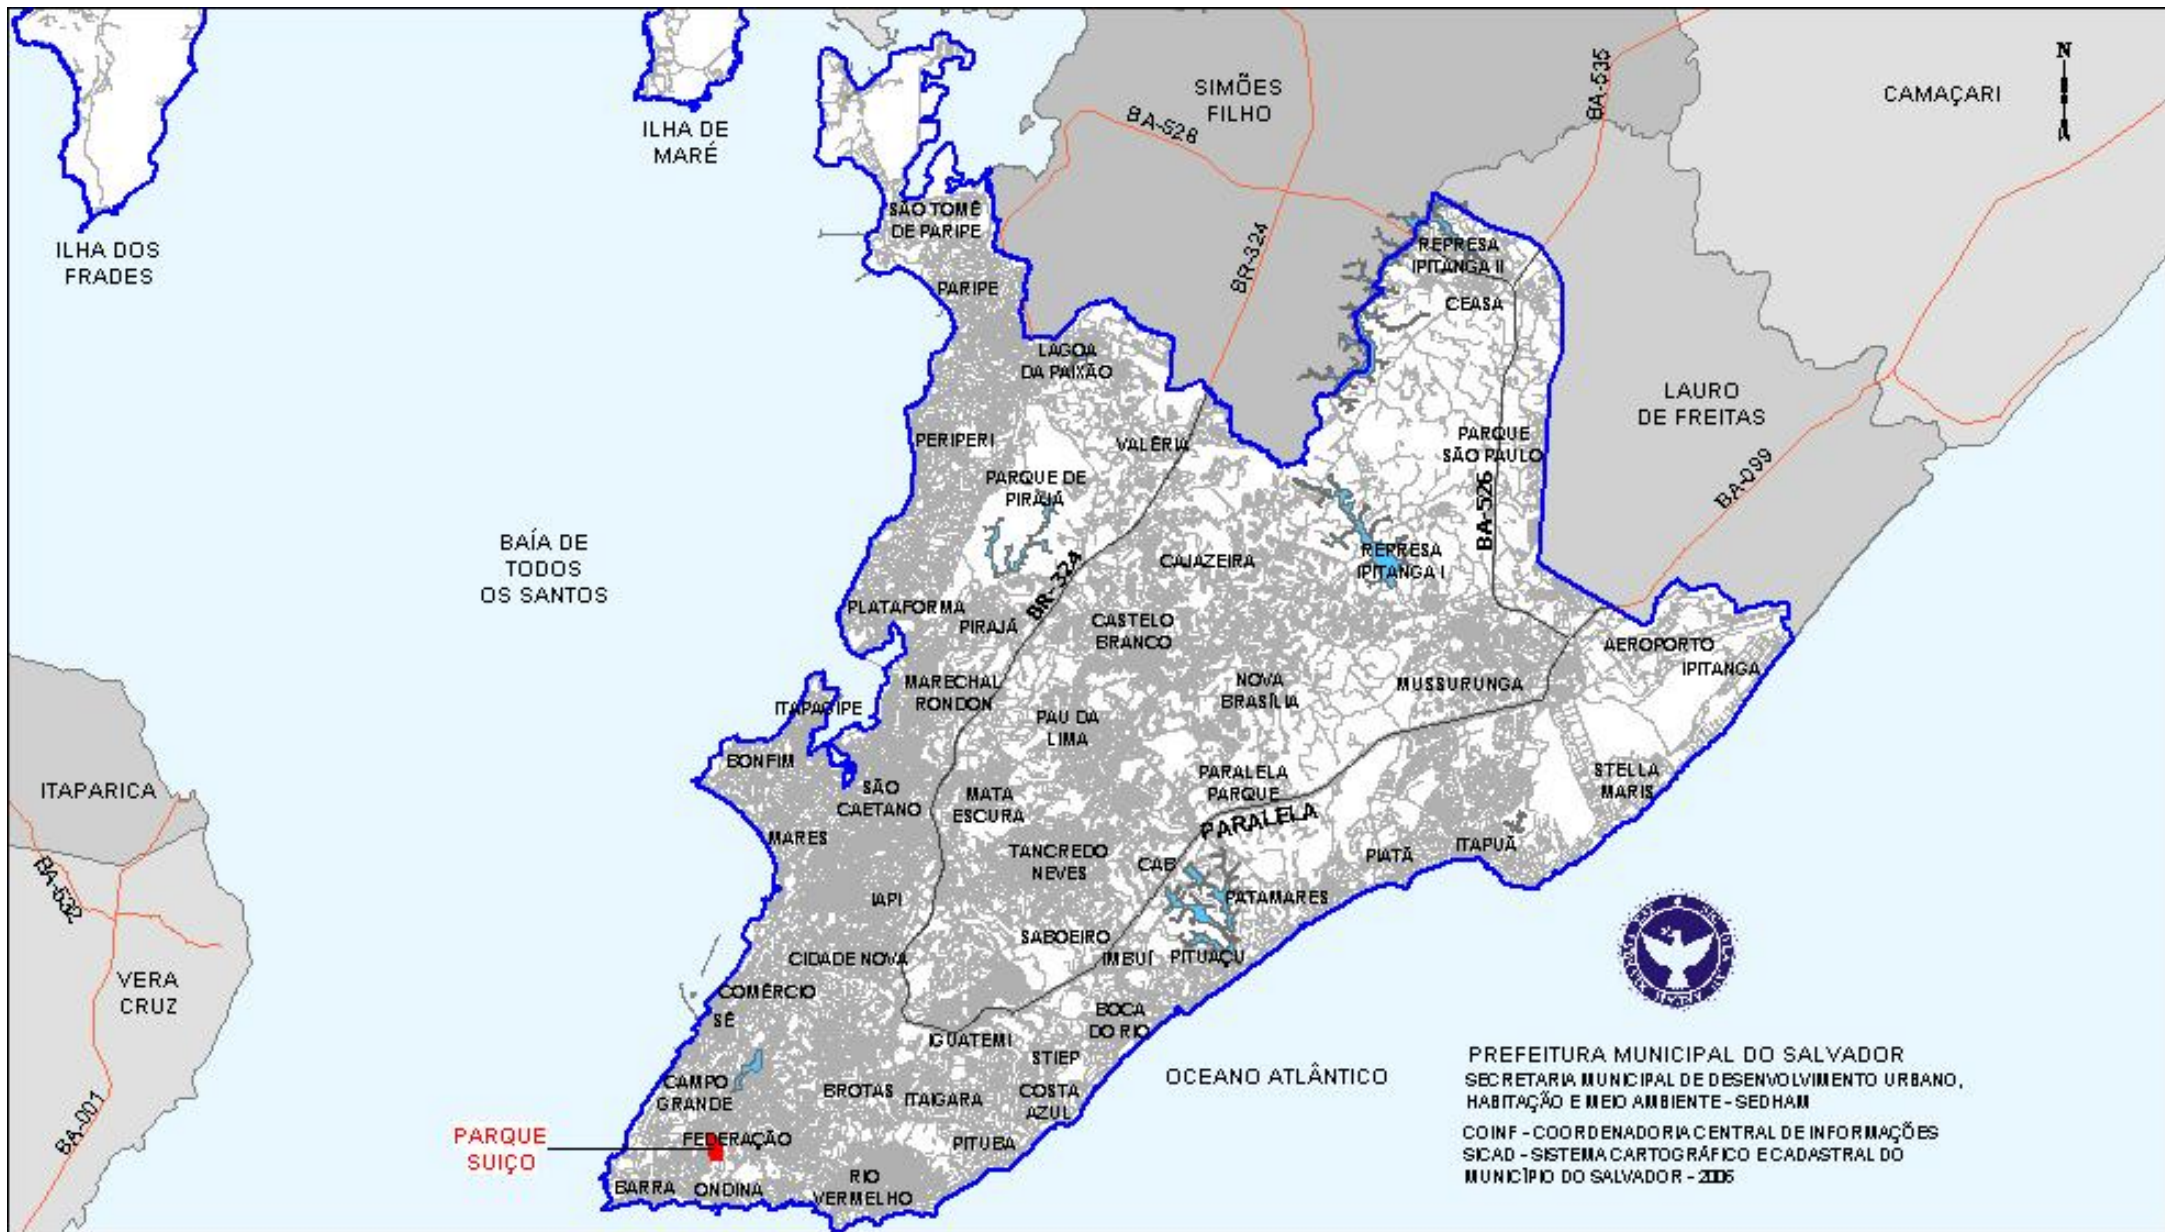 N
SIMÕES
FILHO
CAMAÇARI
BA-535
BA-526
ILHA DE
MARÉ
SÃO TOMÉ
DE PARIPE
ILHA DOS
FRADES
BR-324
REPRESA
IPITANGA II
PARIPE
CEASA
LAGOA
DA PAIXÃO
LAURO
DE FREITAS
PERIPERI
VALÉRIA
PARQUE
SÃO PAULO
PARQUE DE
PIRAJÁ
BA-099
BA-526
BAÍA DE
TODOS
OS SANTOS
CAJAZEIRA
REPRESA
IPITANGA I
BR-324
PLATAFORMA
PIRAJÁ
CASTELO
BRANCO
AEROPORTO
IPITANGA
MARECHAL
RONDON
NOVA
BRASÍLIA
MUSSURUNGA
ITAPAGIPE
PAU DA
LIMA
BONFIM
PARALELA
PARQUE
STELLA
MARIS
ITAPARICA
SÃO
CAETANO
MATA
ESCURA
PARALELA
MARES
TANCREDO
NEVES
CAB
PIATÃ
ITAPUÃ
BA-532
IAPI
PATAMARES
SABOEIRO
CIDADE NOVA
IMBUÍ
PITUAÇU
VERA
CRUZ
COMÉRCIO
SÉ
BOCA
DO RIO
IGUATEMI
STIEP
OCEANO ATLÂNTICO
CAMPO
GRANDE
BROTAS
ITAIGARA
COSTA
AZUL
BA-001
PARQUE
SUIÇO
FEDERAÇÃO
PITUBA
BARRA
ONDINA
RIO
VERMELHO
PREFEITURA MUNICIPAL DO SALVADOR
SECRETARIA MUNICIPAL DE DESENVOLVIMENTO URBANO,
HABITAÇÃO E MEIO AMBIENTE - SEDHAM
COINF - COORDENADORIA CENTRAL DE INFORMAÇÕES
SICAD - SISTEMA CARTOGRÁFICO E CADASTRAL DO
MUNICÍPIO DO SALVADOR - 2006